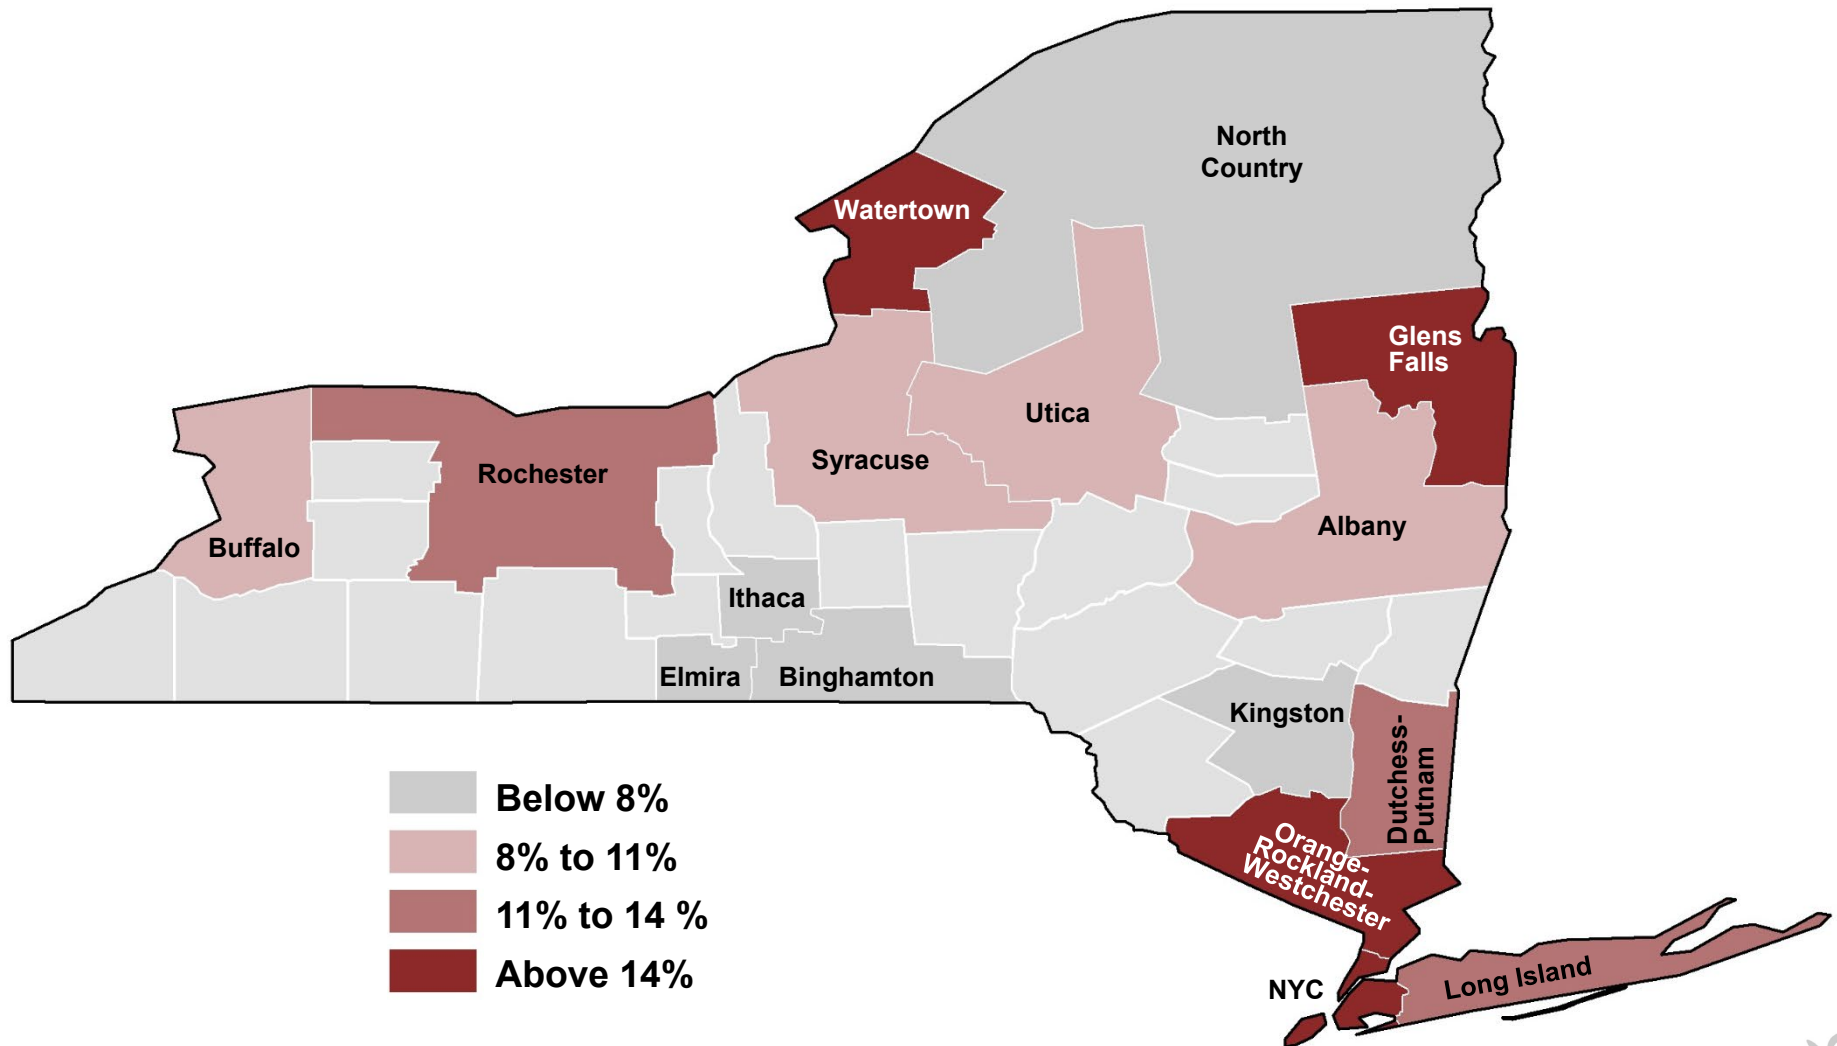 North
Country
Watertown
Glens
Falls
Utica
Syracuse
Rochester
Albany
Buffalo
Ithaca
Elmira
Binghamton
Kingston
Dutchess-
Putnam
Orange-
Rockland-
Westchester
NYC
Long Island
Below 8%
8% to 11%
11% to 14 %
Above 14%